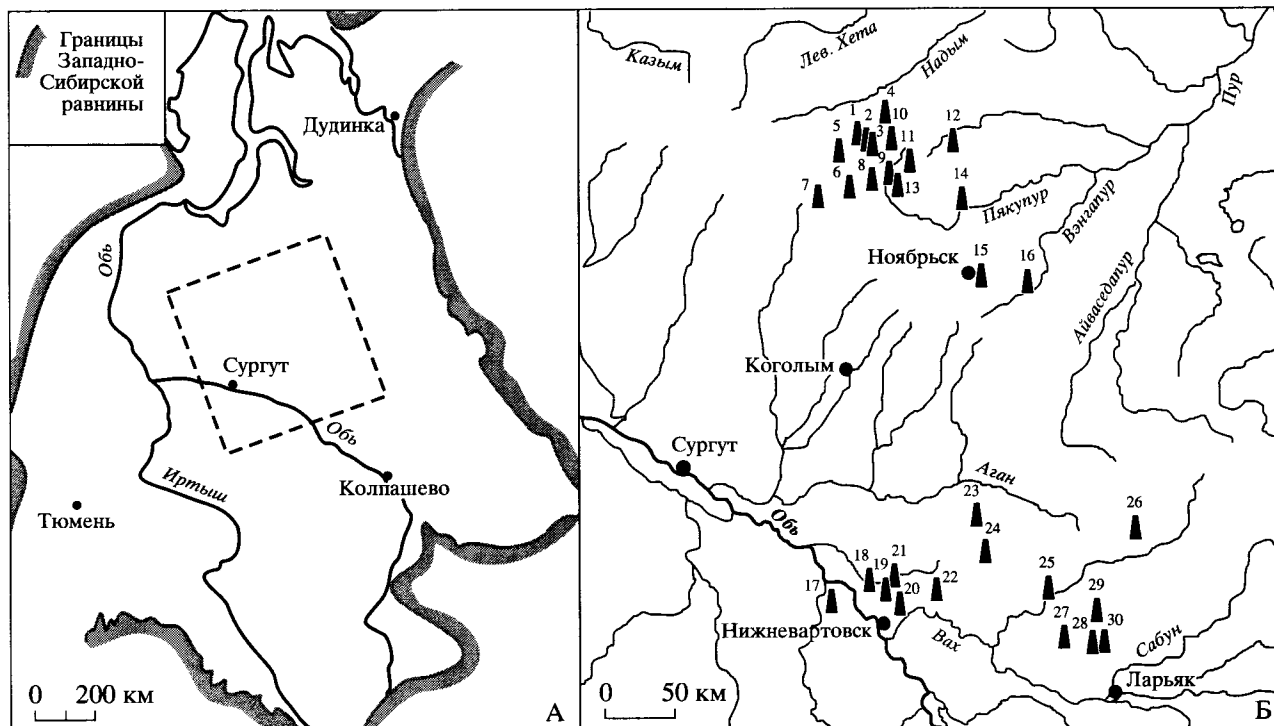 Границы
Западно-
Сибирской
равнины
Дудинка
Обь
Сургут
Обь
Колпашево
Иртыш
Тюмень
0 200 км
А
Казым
Лев. Хета
Надым
Пур
4
1 2 10 12
5 3 11
6 8 9
7 13 14
Пякупур
Вэнгапур
Ноябрьск
15 16
Айваседапур
Коголым
Сургут
Аган
23 26
Обь
24
18 19 21 25
17 20 22 29
27 28 30
Нижневартовск
Вах
Сабун
Ларьяк
0 50 км
Б